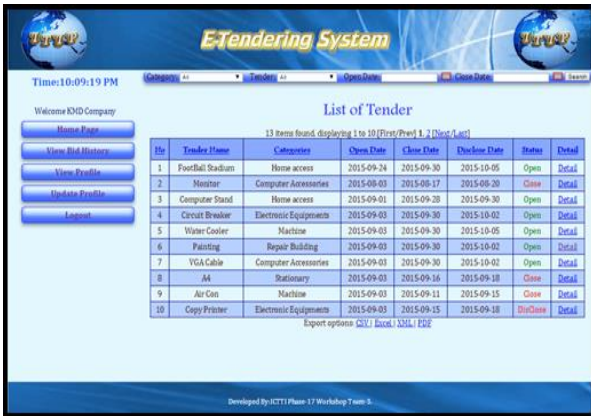 E-Tendering System
UTYCC
UTYCC
Time:10:09:19 PM
Category: All Tender: All Open Date: Close Date: Search
Welcome KMD Company
Home Page
View Bid History
View Profile
Update Profile
Logout
List of Tender
13 items found, displaying 1 to 10.[First/Prev] 1, 2 [Next/Last]
No Tender Name Categories Open Date Close Date Disclose Date Status Detail
1 FootBall Stadium Home access 2015-09-24 2015-09-30 2015-10-05 Open Detail
2 Monitor Computer Accessories 2015-08-03 2015-08-17 2015-08-20 Close Detail
3 Computer Stand Home access 2015-09-01 2015-09-28 2015-09-30 Open Detail
4 Circuit Breaker Electronic Equipments 2015-09-03 2015-09-30 2015-10-02 Open Detail
5 Water Cooler Machine 2015-09-03 2015-09-30 2015-10-05 Open Detail
6 Painting Repair Building 2015-09-03 2015-09-30 2015-10-02 Open Detail
7 VGA Cable Computer Accessories 2015-09-03 2015-09-30 2015-10-02 Open Detail
8 A4 Stationary 2015-09-03 2015-09-16 2015-09-18 Close Detail
9 Air Con Machine 2015-09-03 2015-09-11 2015-09-15 Close Detail
10 Copy Printer Electronic Equipments 2015-09-03 2015-09-15 2015-09-18 DisClose Detail
Export options: CSV | Excel | XML | PDF
Developed By:ICTTI Phase-17 Workshop Team-3.